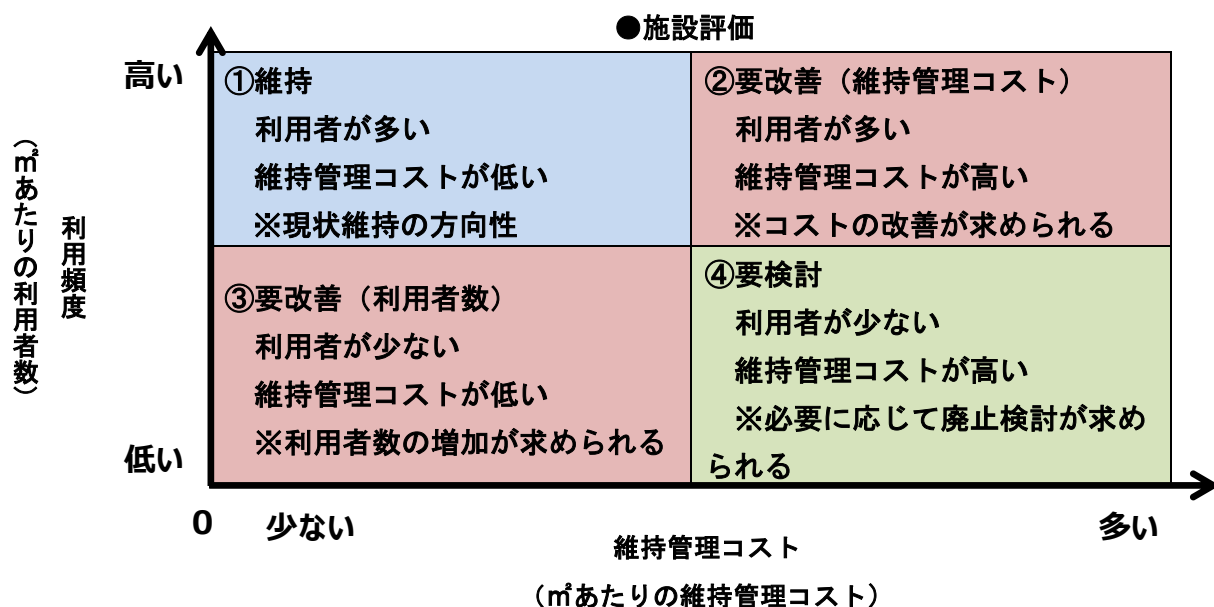 ●施設評価
高い
①維持
利用者が多い
維持管理コストが低い
※現状維持の方向性
②要改善（維持管理コスト）
利用者が多い
維持管理コストが高い
※コストの改善が求められる
③要改善（利用者数）
利用者が少ない
維持管理コストが低い
※利用者数の増加が求められる
④要検討
利用者が少ない
維持管理コストが高い
※必要に応じて廃止検討が求め
られる
利用頻度
（㎡あたりの利用者数）
低い
0
少ない
多い
維持管理コスト
（㎡あたりの維持管理コスト）